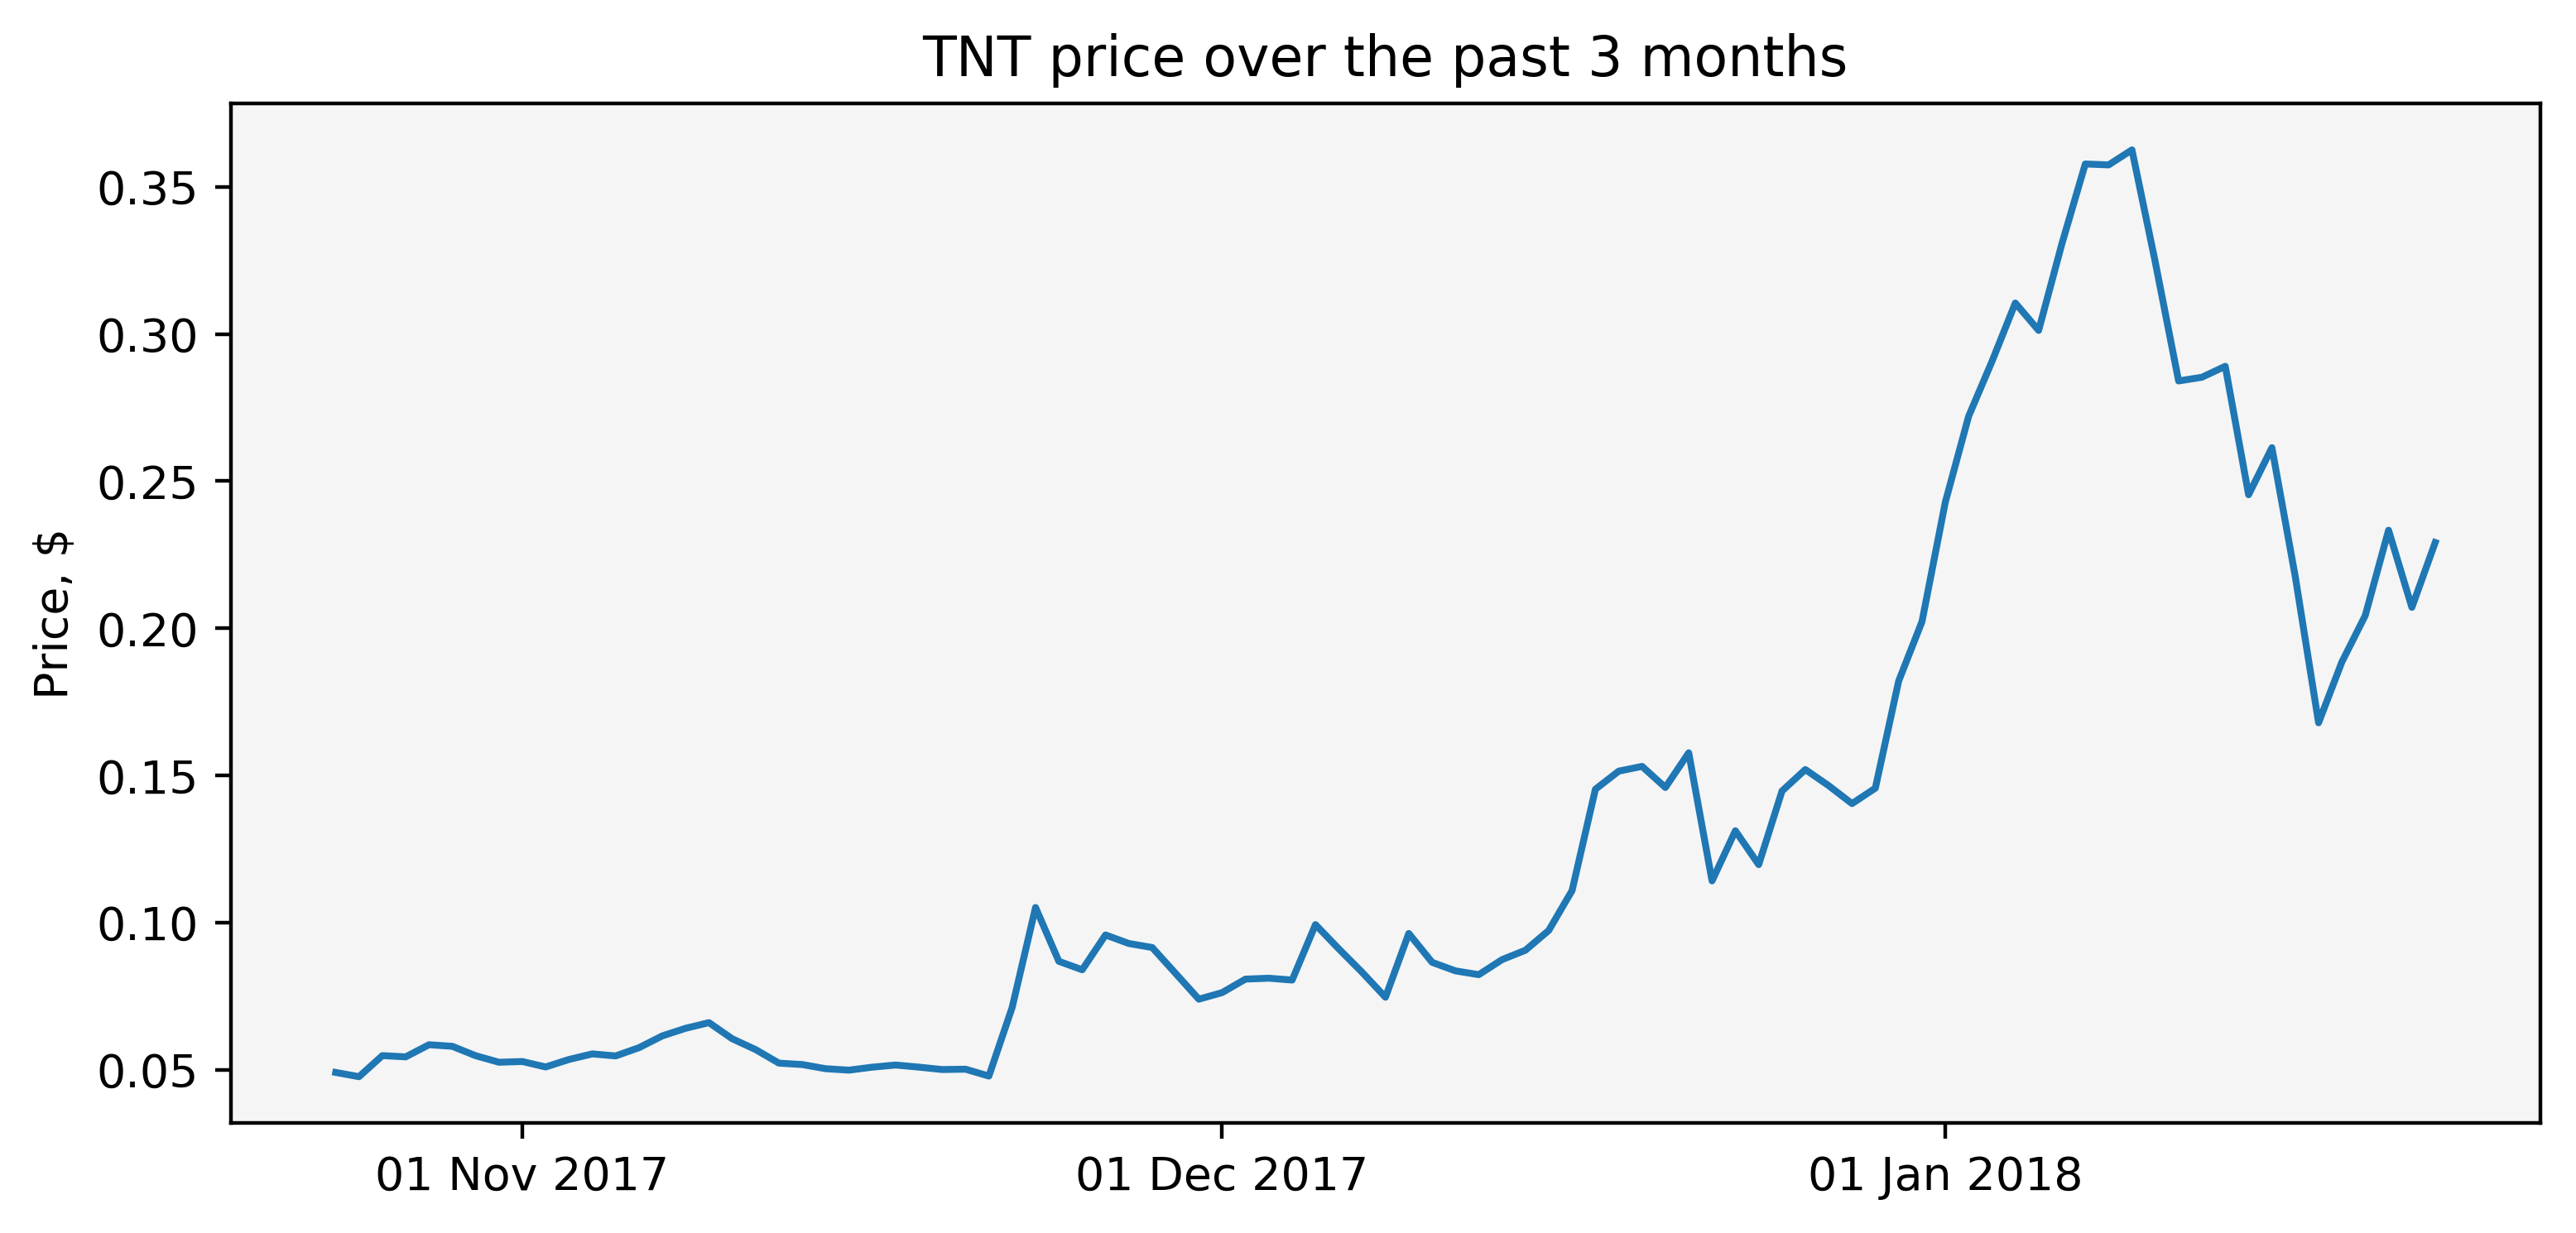 TNT price over the past 3 months
Price, $
0.35
0.30
0.25
0.20
0.15
0.10
0.05
01 Nov 2017
01 Dec 2017
01 Jan 2018